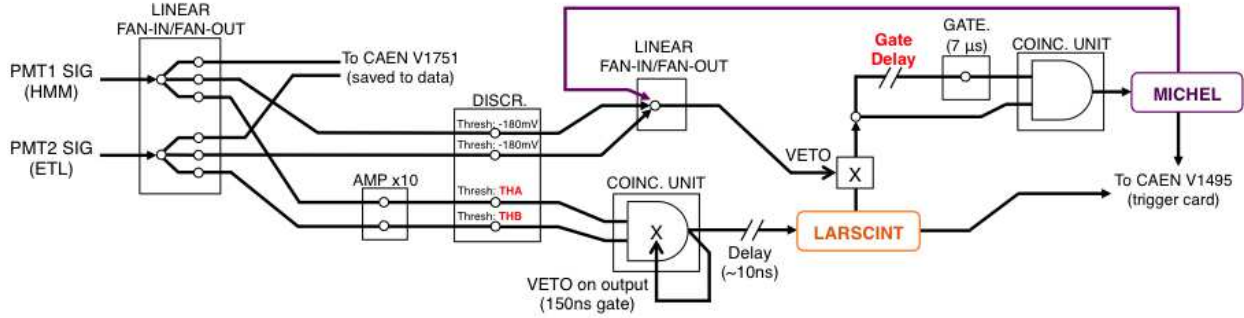 LINEAR
FAN-IN/FAN-OUT
PMT1 SIG
(HMM)
PMT2 SIG
(ETL)
To CAEN V1751
(saved to data)
AMP x10
DISCR.
Thresh: -180mV
Thresh: -180mV
Thresh: THA
Thresh: THB
LINEAR
FAN-IN/FAN-OUT
COINC. UNIT
X
VETO on output
(150ns gate)
Delay
(~10ns)
VETO
X
LARSCINT
Gate
Delay
GATE.
(7 µs)
COINC. UNIT
MICHEL
To CAEN V1495
(trigger card)